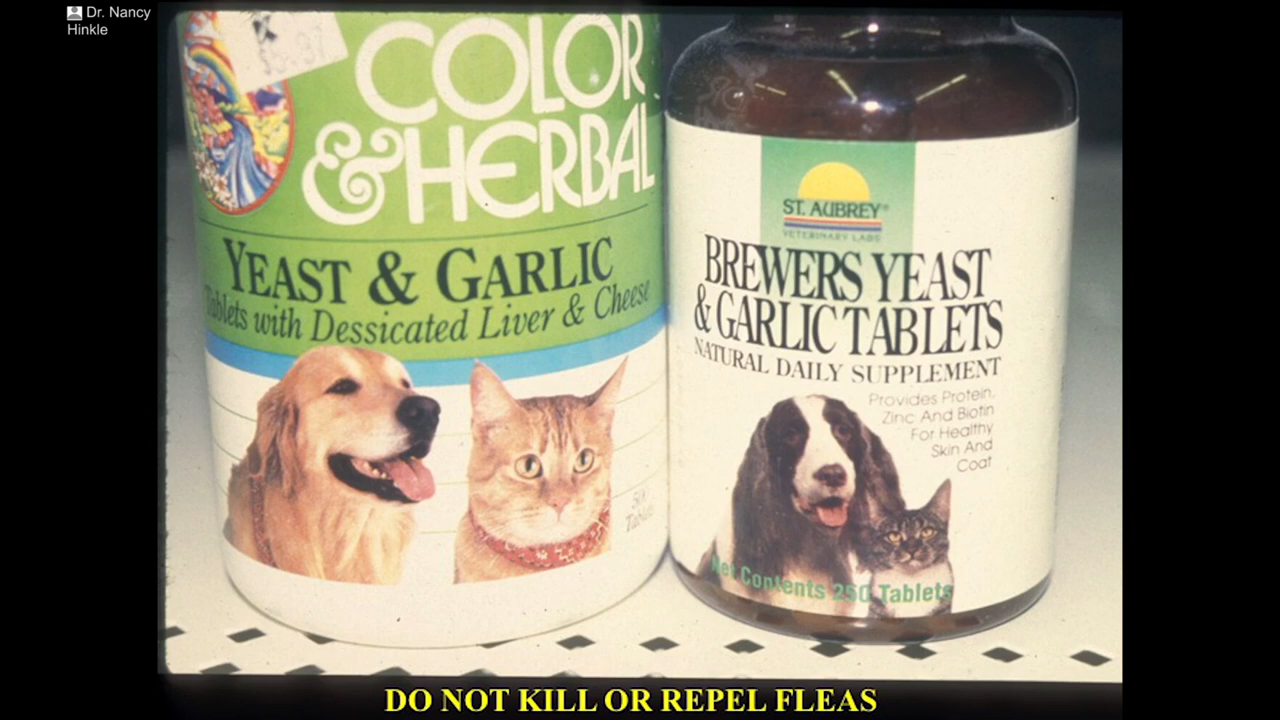 Dr. Nancy
Hinkle
COLOR
& HERBAL
YEAST & GARLIC
Tablets with Dessicated Liver & Cheese
ST. AUBREY®
VETERINARY LABS
BREWERS YEAST
& GARLIC TABLETS
NATURAL DAILY SUPPLEMENT
Provides Protein,
Zinc And Biotin
For Healthy
Skin And
Coat
Tablets
Net Contents 250 Tablets
DO NOT KILL OR REPEL FLEAS